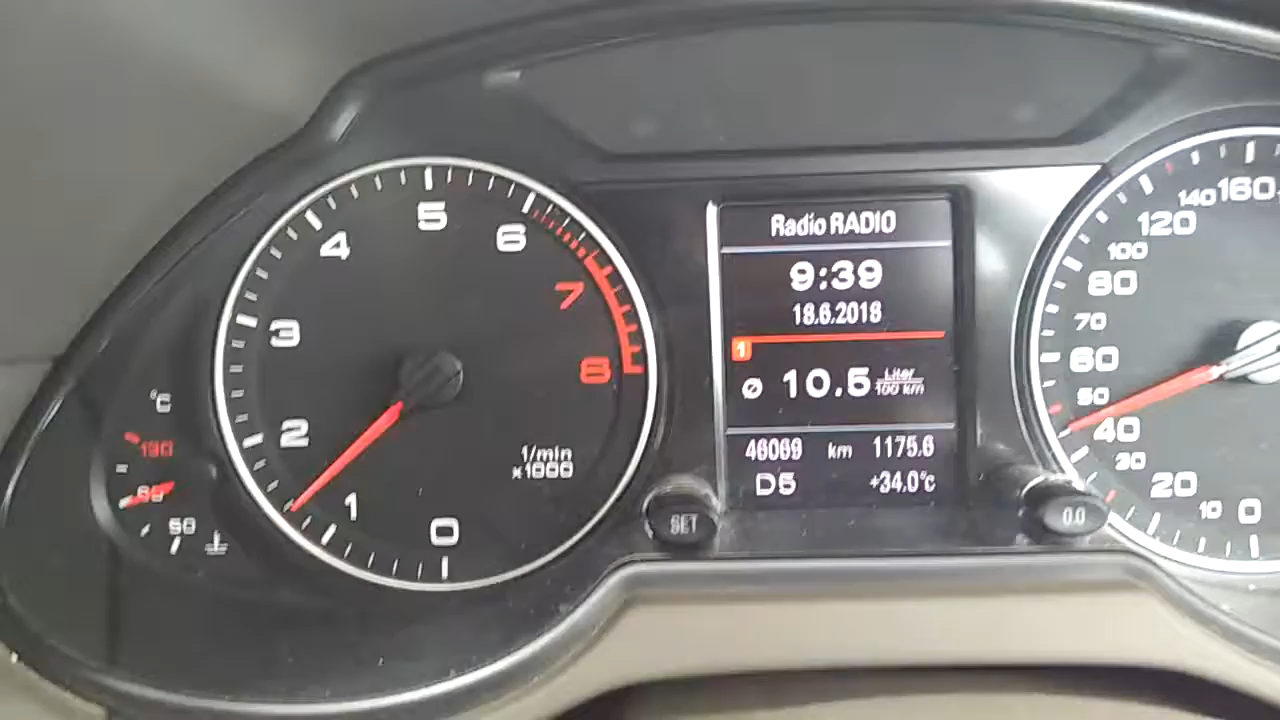 Radio RADIO
9:39
18.6.2018
1
Ø 10.5 Liter/100 km
46069 km 1175.6
D5 +34.0°C
0 1 2 3 4 5 6 7 8
1/min
x1000
°C
130
50
SET
0.0
0 10 20 30 40 50 60 70 80 100 120 140 160